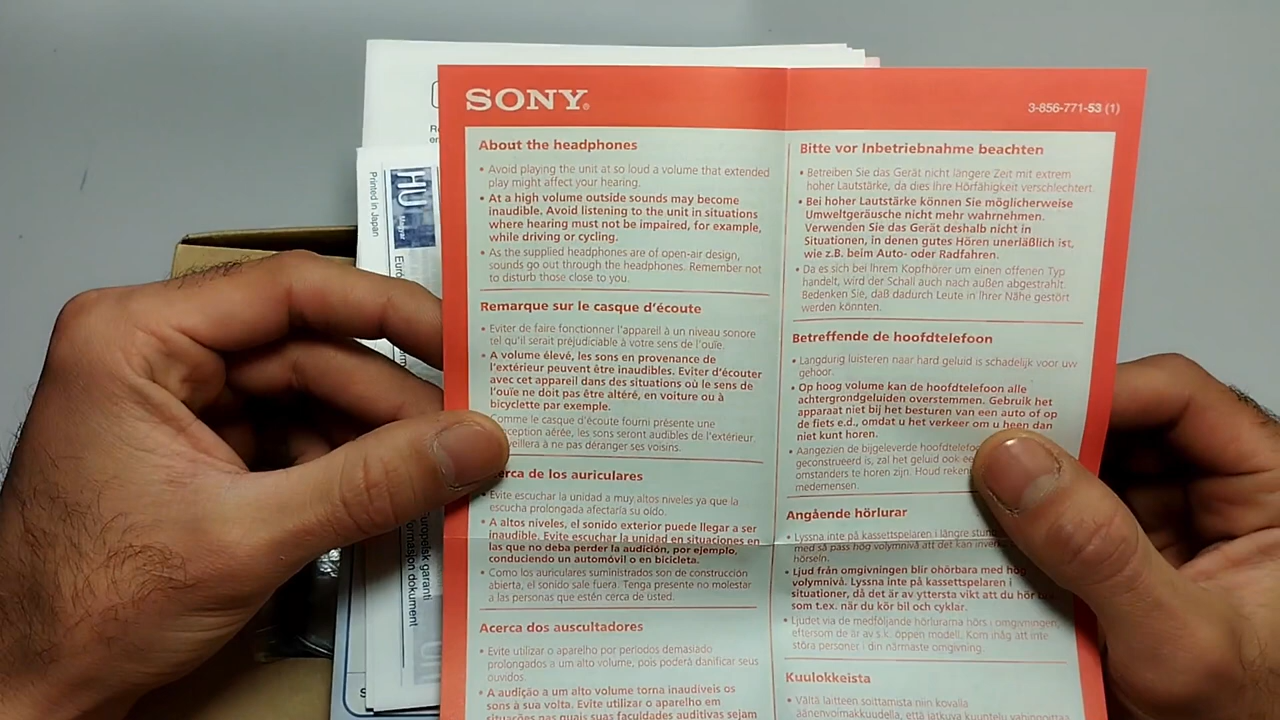 SONY®
3-856-771-53 (1)
About the headphones
• Avoid playing the unit at so loud a volume that extended
play might affect your hearing.
• At a high volume outside sounds may become
inaudible. Avoid listening to the unit in situations
where hearing must not be impaired, for example,
while driving or cycling.
• As the supplied headphones are of open-air design,
sounds go out through the headphones. Remember not
to disturb those close to you.
Remarque sur le casque d'écoute
• Eviter de faire fonctionner l'appareil à un niveau sonore
tel qu'il serait préjudiciable à votre sens de l'ouïe.
• A volume élevé, les sons en provenance de
l'extérieur peuvent être inaudibles. Eviter d'écouter
avec cet appareil dans des situations où le sens de
l'ouïe ne doit pas être altéré, en voiture ou à
bicyclette par exemple.
Comme le casque d'écoute fourni présente une
ception aérée, les sons seront audibles de l'extérieur.
veillera à ne pas déranger ses voisins.
erca de los auriculares
• Evite escuchar la unidad a muy altos niveles ya que la
escucha prolongada afectaría su oído.
• A altos niveles, el sonido exterior puede llegar a ser
inaudible. Evite escuchar la unidad en situaciones en
las que no deba perder la audición, por ejemplo,
conduciendo un automóvil o en bicicleta.
• Como los auriculares suministrados son de construcción
abierta, el sonido sale fuera. Tenga presente no molestar
a las personas que estén cerca de usted.
Acerca dos auscultadores
• Evite utilizar o aparelho por períodos demasiado
prolongados a um alto volume, pois poderá danificar seus
ouvidos.
• A audição a um alto volume torna inaudíveis os
sons à sua volta. Evite utilizar o aparelho em
situações nas quais suas faculdades auditivas sejam
Bitte vor Inbetriebnahme beachten
• Betreiben Sie das Gerät nicht längere Zeit mit extrem
hoher Lautstärke, da dies Ihre Hörfähigkeit verschlechtert.
• Bei hoher Lautstärke können Sie möglicherweise
Umweltgeräusche nicht mehr wahrnehmen.
Verwenden Sie das Gerät deshalb nicht in
Situationen, in denen gutes Hören unerläßlich ist,
wie z.B. beim Auto- oder Radfahren.
• Da es sich bei Ihrem Kopfhörer um einen offenen Typ
handelt, wird der Schall auch nach außen abgestrahlt.
Bedenken Sie, daß dadurch Leute in Ihrer Nähe gestört
werden könnten.
Betreffende de hoofdtelefoon
• Langdurig luisteren naar hard geluid is schadelijk voor uw
gehoor.
• Op hoog volume kan de hoofdtelefoon alle
achtergrondgeluiden overstemmen. Gebruik het
apparaat niet bij het besturen van een auto of op
de fiets e.d., omdat u het verkeer om u heen dan
niet kunt horen.
• Aangezien de bijgeleverde hoofdtelefoo
geconstrueerd is, zal het geluid ook
omstanders te horen zijn. Houd reken
medemensen.
Angående hörlurar
• Lyssna inte på kassettspelaren i längre
med så pass hög volymnivå att det kan
hörseln.
• Ljud från omgivningen blir ohörbara med hög
volymnivå. Lyssna inte på kassettspelaren i
situationer, då det är av yttersta vikt att du hör
som t.ex. när du kör bil och cyklar.
• Ljudet via de medföljande hörlurarna hörs i omgivningen,
eftersom de är av s.k. öppen modell. Kom ihåg att inte
störa personer i din närmaste omgivning.
Kuulokkeista
• Vältä laitteen soittamista niin kovalla
äänenvoimakkuudella, että jatkuva kuuntelu
Printed in Japan
HU
Magyar
Europeisk garanti
formasjon dokument